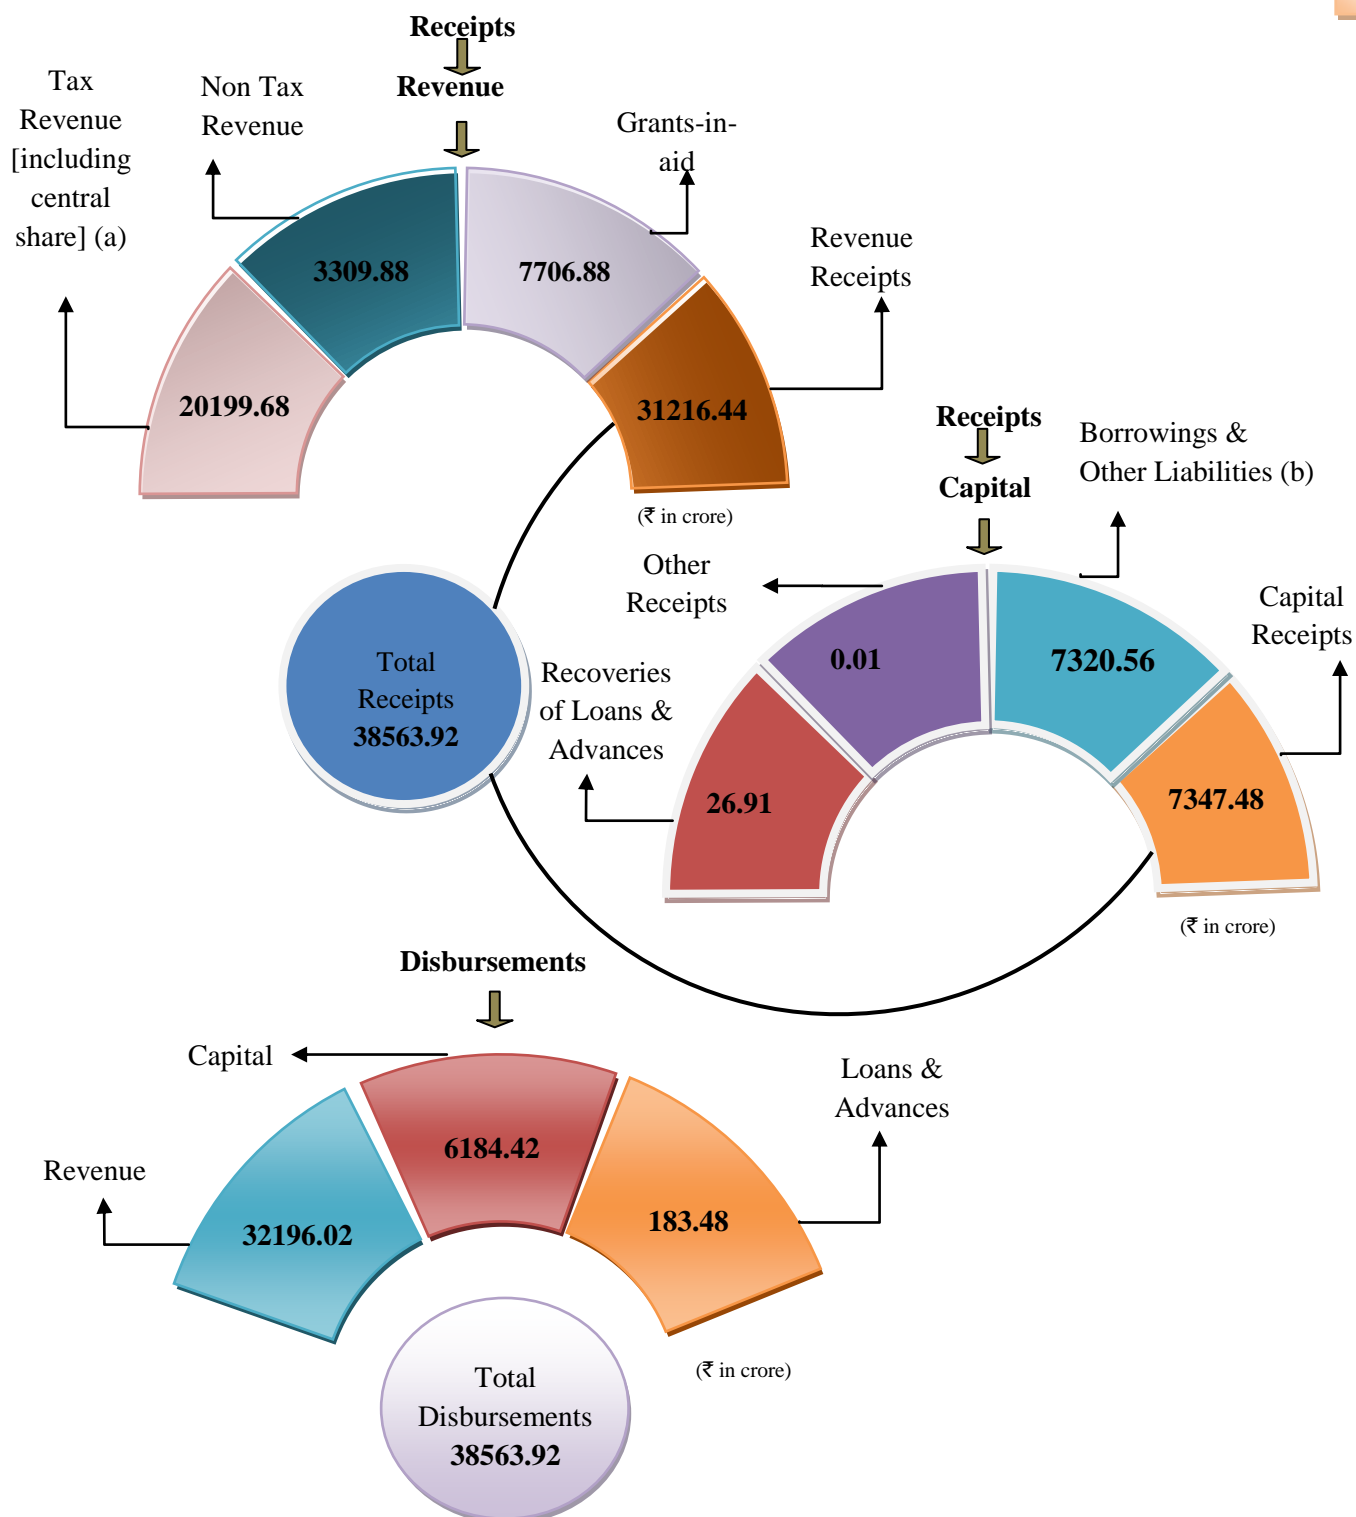 Receipts
Revenue
Tax
Revenue
[including
central
share] (a)
Non Tax
Revenue
Grants-in-
aid
Revenue
Receipts
3309.88
7706.88
20199.68
31216.44
(₹ in crore)
Receipts
Capital
Borrowings &
Other Liabilities (b)
Other
Receipts
Capital
Receipts
Recoveries
of Loans &
Advances
0.01
7320.56
26.91
7347.48
(₹ in crore)
Total
Receipts
38563.92
Disbursements
Capital
Loans &
Advances
Revenue
6184.42
32196.02
183.48
(₹ in crore)
Total
Disbursements
38563.92